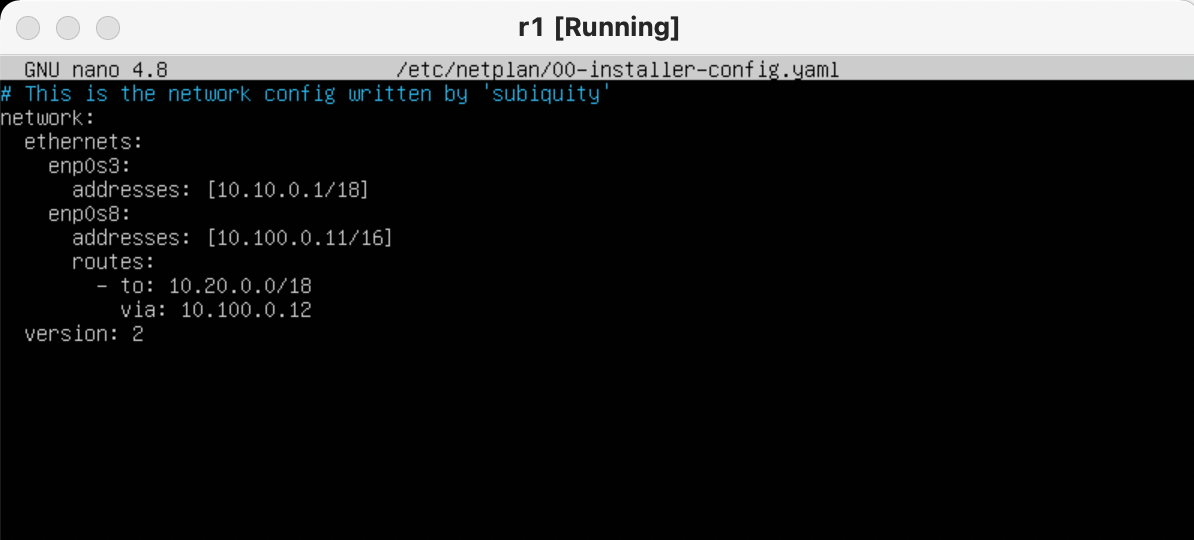 r1 [Running]
GNU nano 4.8 /etc/netplan/00-installer-config.yaml
# This is the network config written by 'subiquity'
network:
  ethernets:
    enp0s3:
      addresses: [10.10.0.1/18]
    enp0s8:
      addresses: [10.100.0.11/16]
      routes:
        - to: 10.20.0.0/18
          via: 10.100.0.12
  version: 2